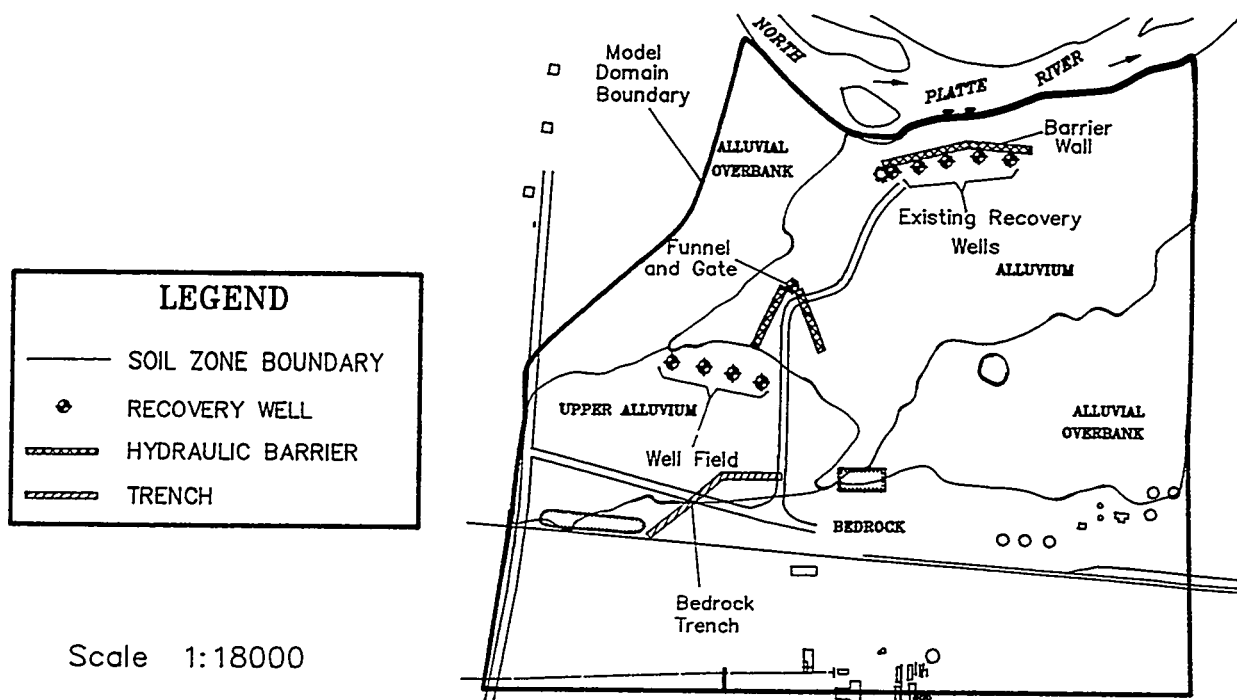 NORTH
PLATTE
RIVER
Model
Domain
Boundary
ALLUVIAL
OVERBANK
Barrier
Wall
Existing Recovery
Wells
Funnel
and Gate
ALLUVIUM
LEGEND
SOIL ZONE BOUNDARY
RECOVERY WELL
HYDRAULIC BARRIER
TRENCH
UPPER ALLUVIUM
ALLUVIAL
OVERBANK
Well Field
BEDROCK
Bedrock
Trench
Scale 1:18000